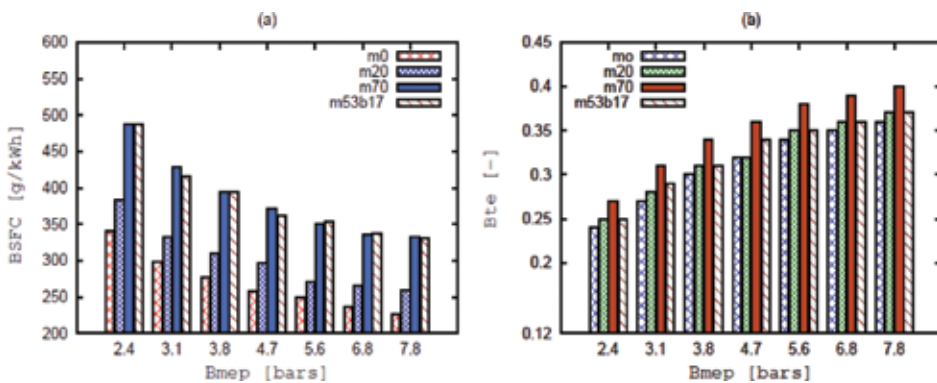 (a)
600
550
500
450
400
350
300
250
200
BSFC [g/kWh]
m0
m20
m70
m53b17
2.4 3.1 3.8 4.7 5.6 6.8 7.8
Bmep [bars]
(b)
0.45
0.4
0.35
0.3
0.25
0.2
0.12
Bte [-]
mo
m20
m70
m53b17
2.4 3.1 3.8 4.7 5.6 6.8 7.8
Bmep [bars]